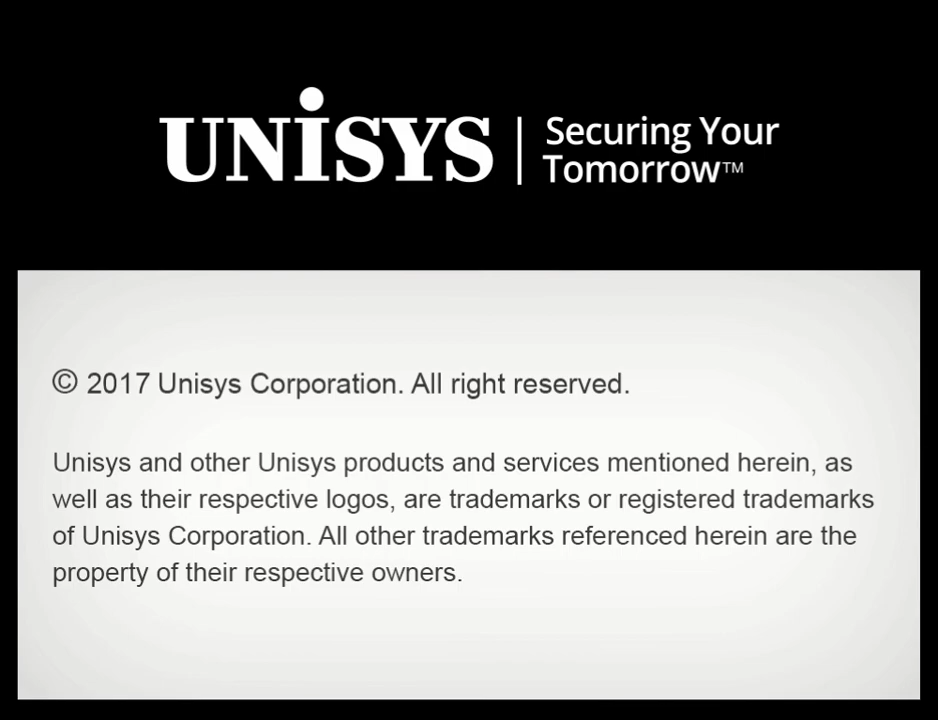 UNISYS | Securing Your
Tomorrow™
© 2017 Unisys Corporation. All right reserved.
Unisys and other Unisys products and services mentioned herein, as
well as their respective logos, are trademarks or registered trademarks
of Unisys Corporation. All other trademarks referenced herein are the
property of their respective owners.